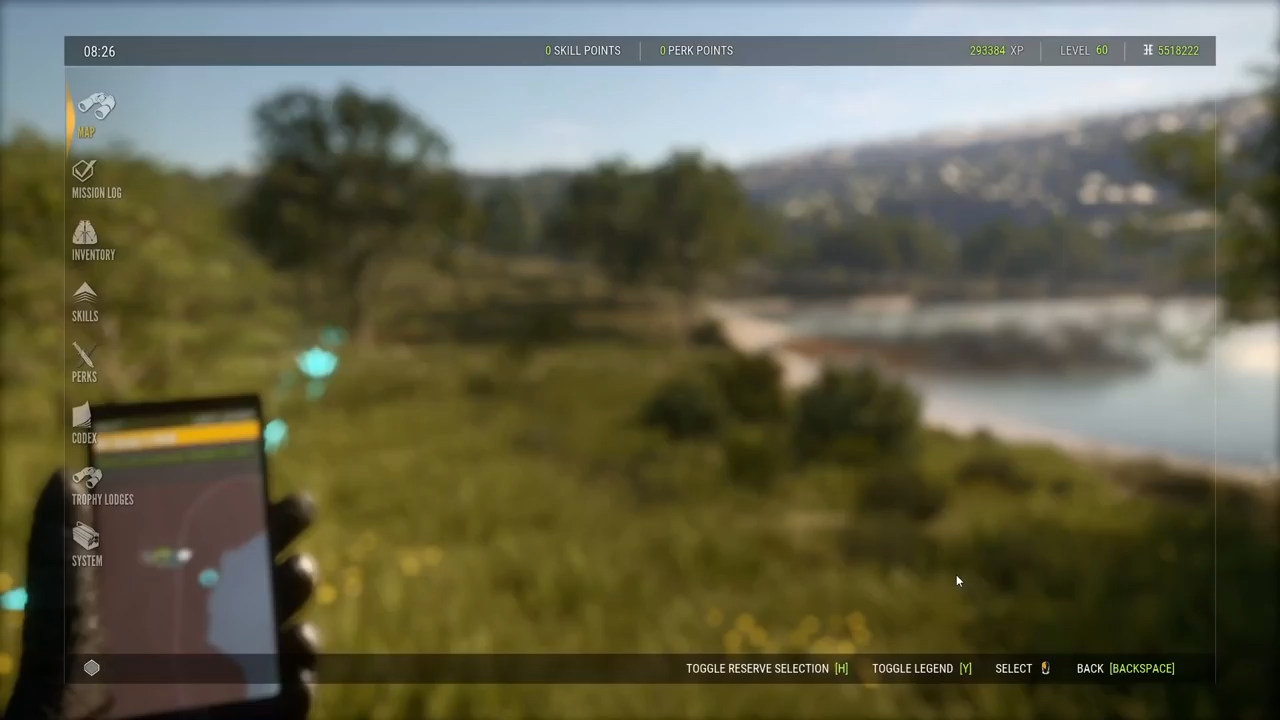 08:26
0 SKILL POINTS
0 PERK POINTS
293384 XP
LEVEL 60
5518222
MAP
MISSION LOG
INVENTORY
SKILLS
PERKS
CODEX
TROPHY LODGES
SYSTEM
TOGGLE RESERVE SELECTION [H]
TOGGLE LEGEND [Y]
SELECT
BACK [BACKSPACE]